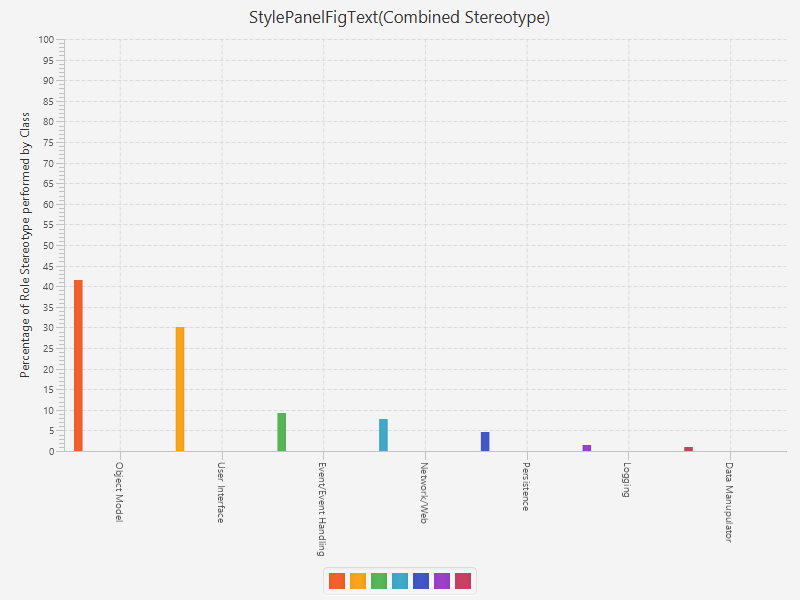 StylePanelFigText(Combined Stereotype)
Percentage of Role Stereotype performed by Class
100
95
90
85
80
75
70
65
60
55
50
45
40
35
30
25
20
15
10
5
0
Object Model
User Interface
Event/Event Handling
Network/Web
Persistence
Logging
Data Manupulator